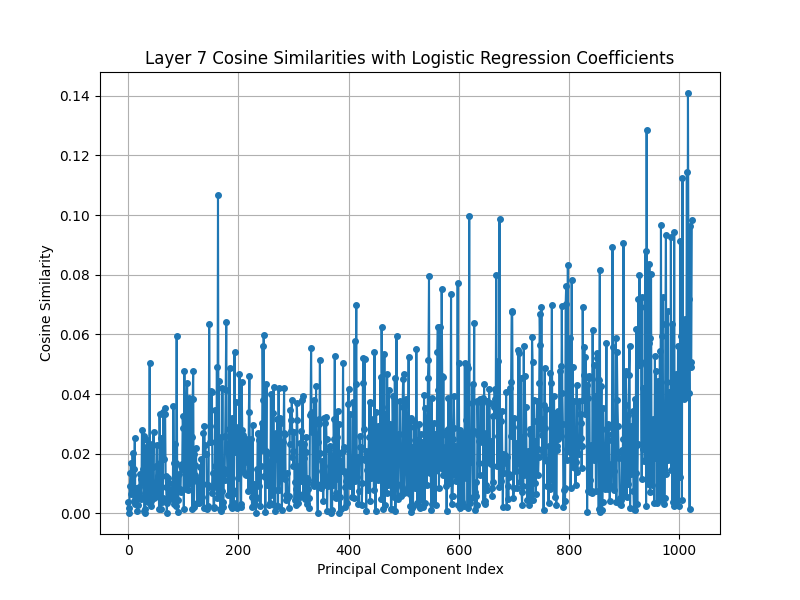 Layer 7 Cosine Similarities with Logistic Regression Coefficients
0.14
0.12
0.10
0.08
0.06
0.04
0.02
0.00
Cosine Similarity
0 200 400 600 800 1000
Principal Component Index